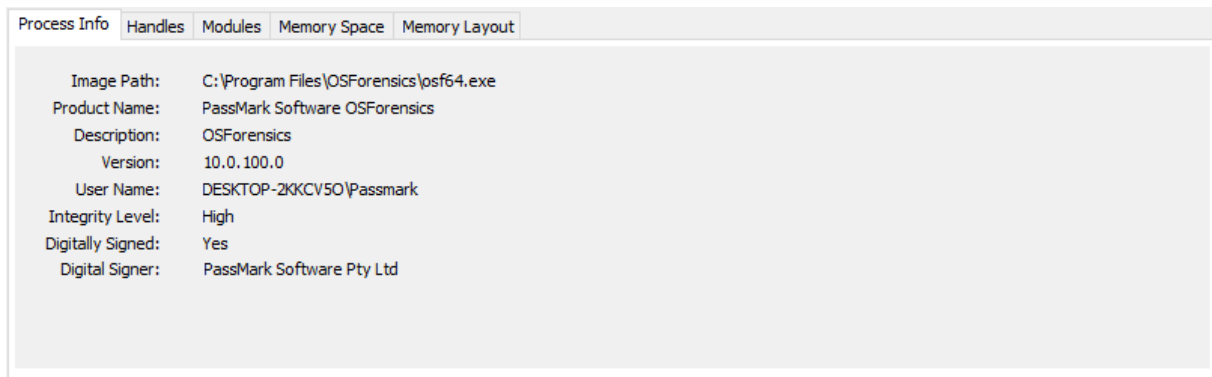 Process Info Handles Modules Memory Space Memory Layout
Image Path: C:\Program Files\OSForensics\osf64.exe
Product Name: PassMark Software OSForensics
Description: OSForensics
Version: 10.0.100.0
User Name: DESKTOP-2KKCV5O\Passmark
Integrity Level: High
Digitally Signed: Yes
Digital Signer: PassMark Software Pty Ltd